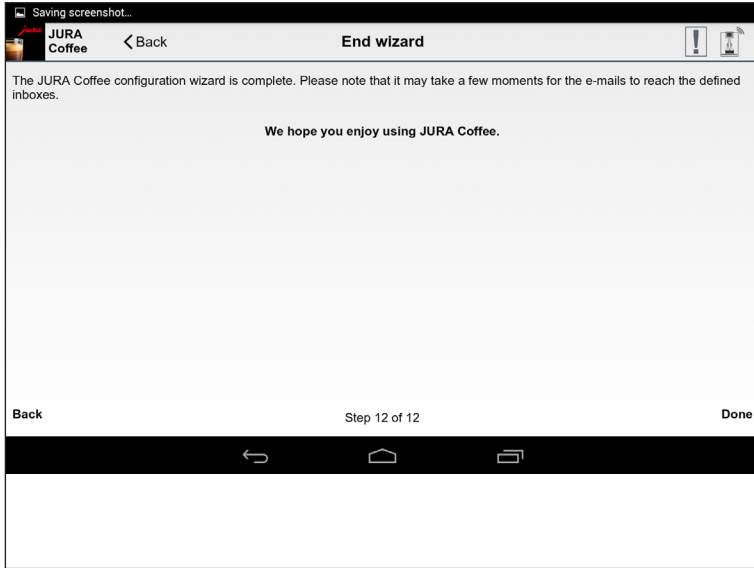 Saving screenshot...
jura
JURA
Coffee
Back
End wizard
The JURA Coffee configuration wizard is complete. Please note that it may take a few moments for the e-mails to reach the defined
inboxes.
We hope you enjoy using JURA Coffee.
Back
Step 12 of 12
Done